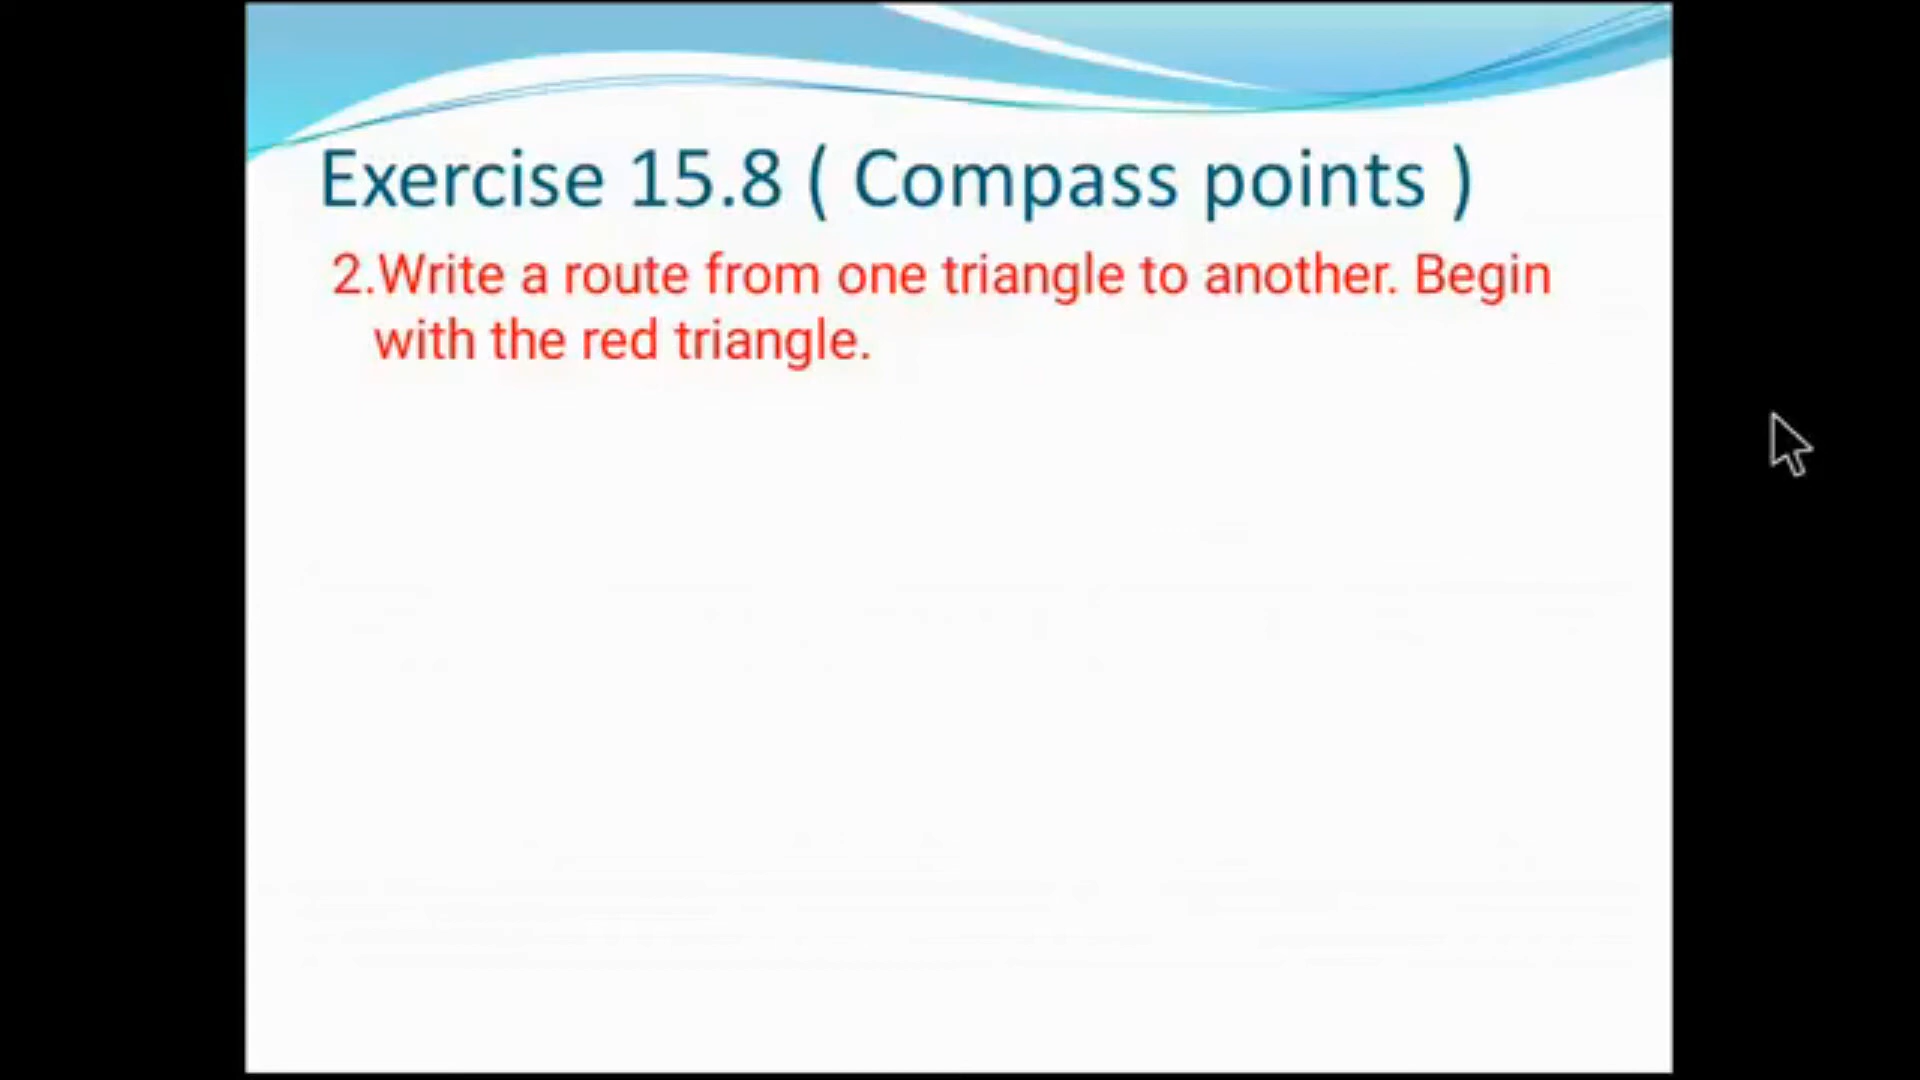 Exercise 15.8 ( Compass points )
2.Write a route from one triangle to another. Begin
with the red triangle.